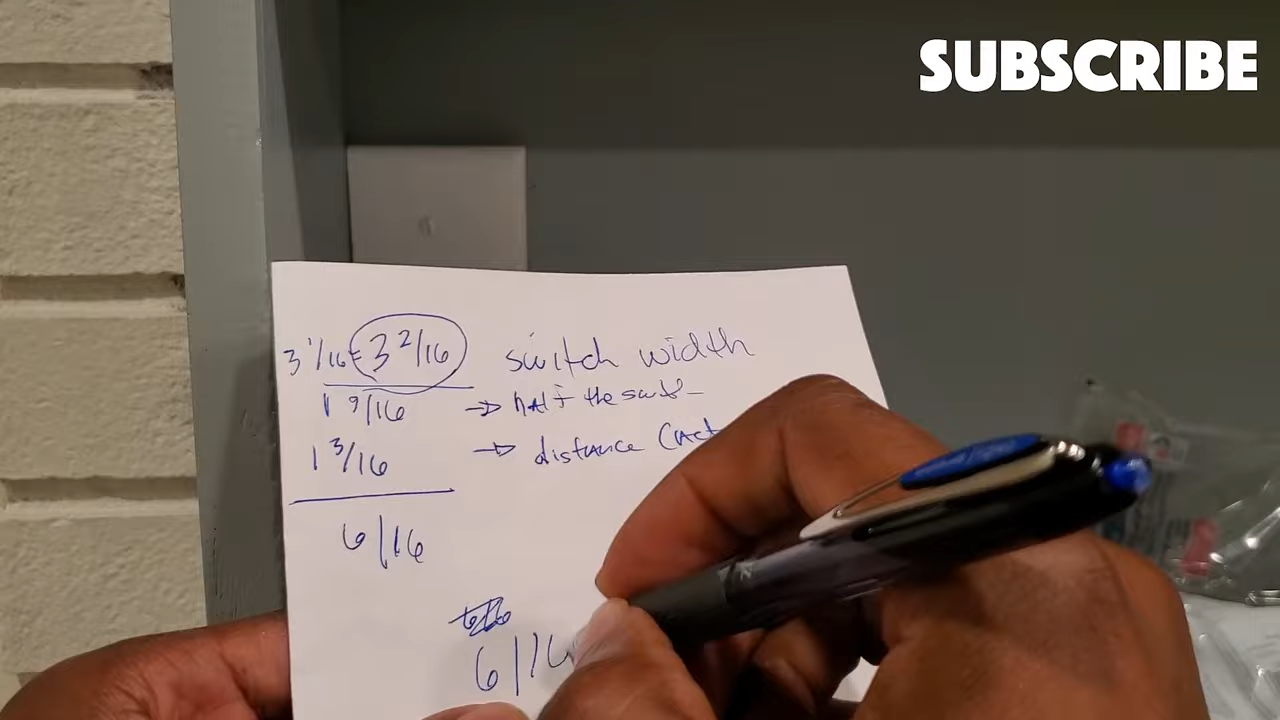 SUBSCRIBE
3 1/16 = 3 2/16 switch width
1 9/16 → half the
1 3/16 → distance
6/16
6/16